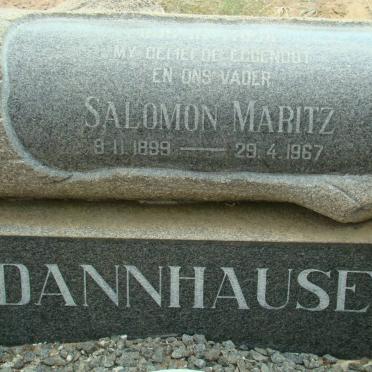 MY GELIEFDE EGGENOOT
EN ONS VADER
SALOMON MARITZ
8.11.1899 — 29.4.1967
DANNHAUSE